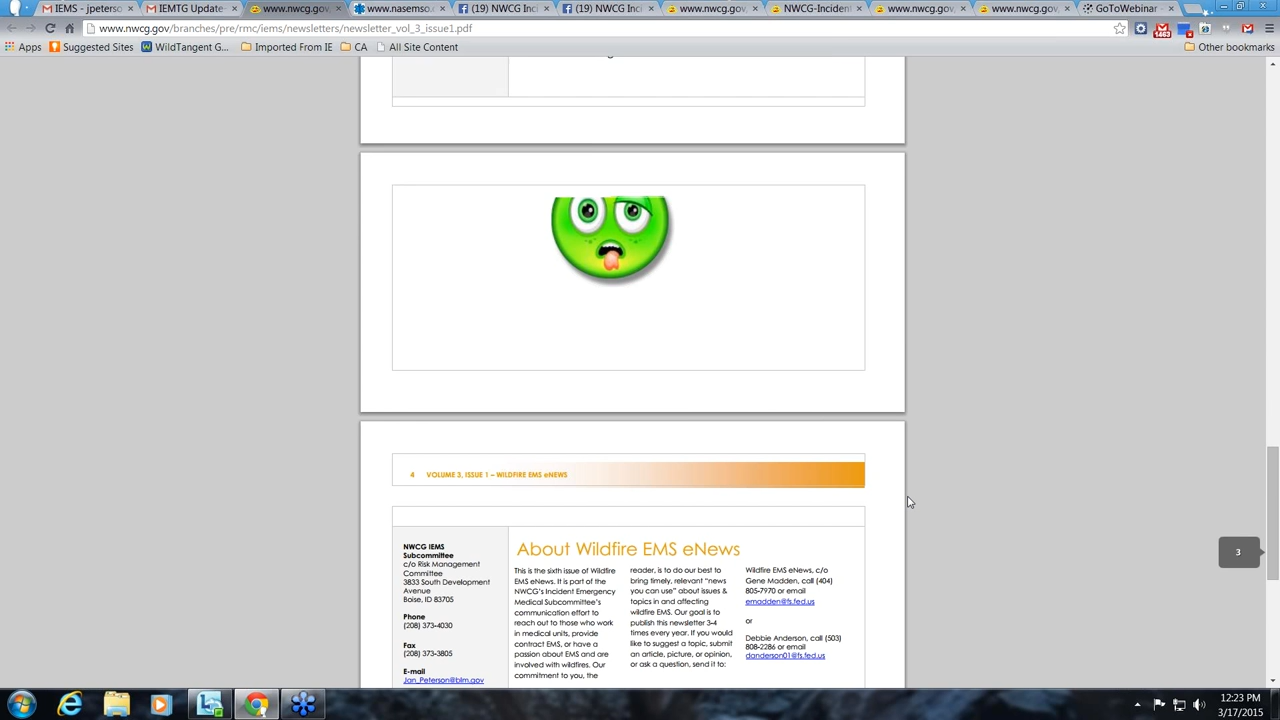 IEMS - jpeterso
IEMTG Update-
www.nwcg.gov
www.nasemso.
(19) NWCG Inc
(19) NWCG Inc
www.nwcg.gov
NWCG-Inciden
www.nwcg.gov
www.nwcg.gov
GoToWebinar -
www.nwcg.gov/branches/pre/rmc/iems/newsletters/newsletter_vol_3_issue1.pdf
Apps
Suggested Sites
WildTangent G...
Imported From IE
CA
All Site Content
Other bookmarks
4 VOLUME 3, ISSUE 1 – WILDFIRE EMS eNEWS
NWCG IEMS
Subcommittee
c/o Risk Management
Committee
3833 South Development
Avenue
Boise, ID 83705
Phone
(208) 373-4030
Fax
(208) 373-3805
E-mail
Jan_Peterson@blm.gov
About Wildfire EMS eNews
This is the sixth issue of Wildfire
EMS eNews. It is part of the
NWCG's Incident Emergency
Medical Subcommittee's
communication effort to
reach out to those who work
in medical units, provide
contract EMS, or have a
passion about EMS and are
involved with wildfires. Our
commitment to you, the
reader, is to do our best to
bring timely, relevant "news
you can use" about issues &
topics in and affecting
wildfire EMS. Our goal is to
publish this newsletter 3-4
times every year. If you would
like to suggest a topic, submit
an article, picture, or opinion,
or ask a question, send it to:
Wildfire EMS eNews, c/o
Gene Madden, call (404)
805-7970 or email
emadden@fs.fed.us
or
Debbie Anderson, call (503)
808-2286 or email
danderson01@fs.fed.us
3
12:23 PM
3/17/2015